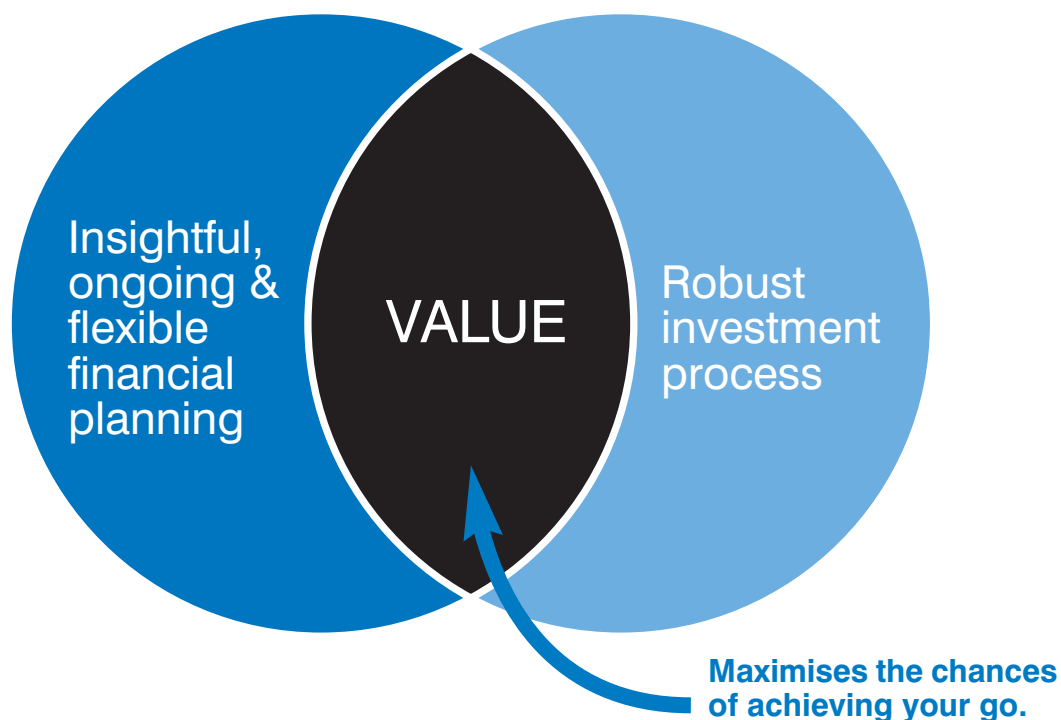 Insightful,
ongoing &
flexible
financial
planning
VALUE
Robust
investment
process
Maximises the chances
of achieving your go.